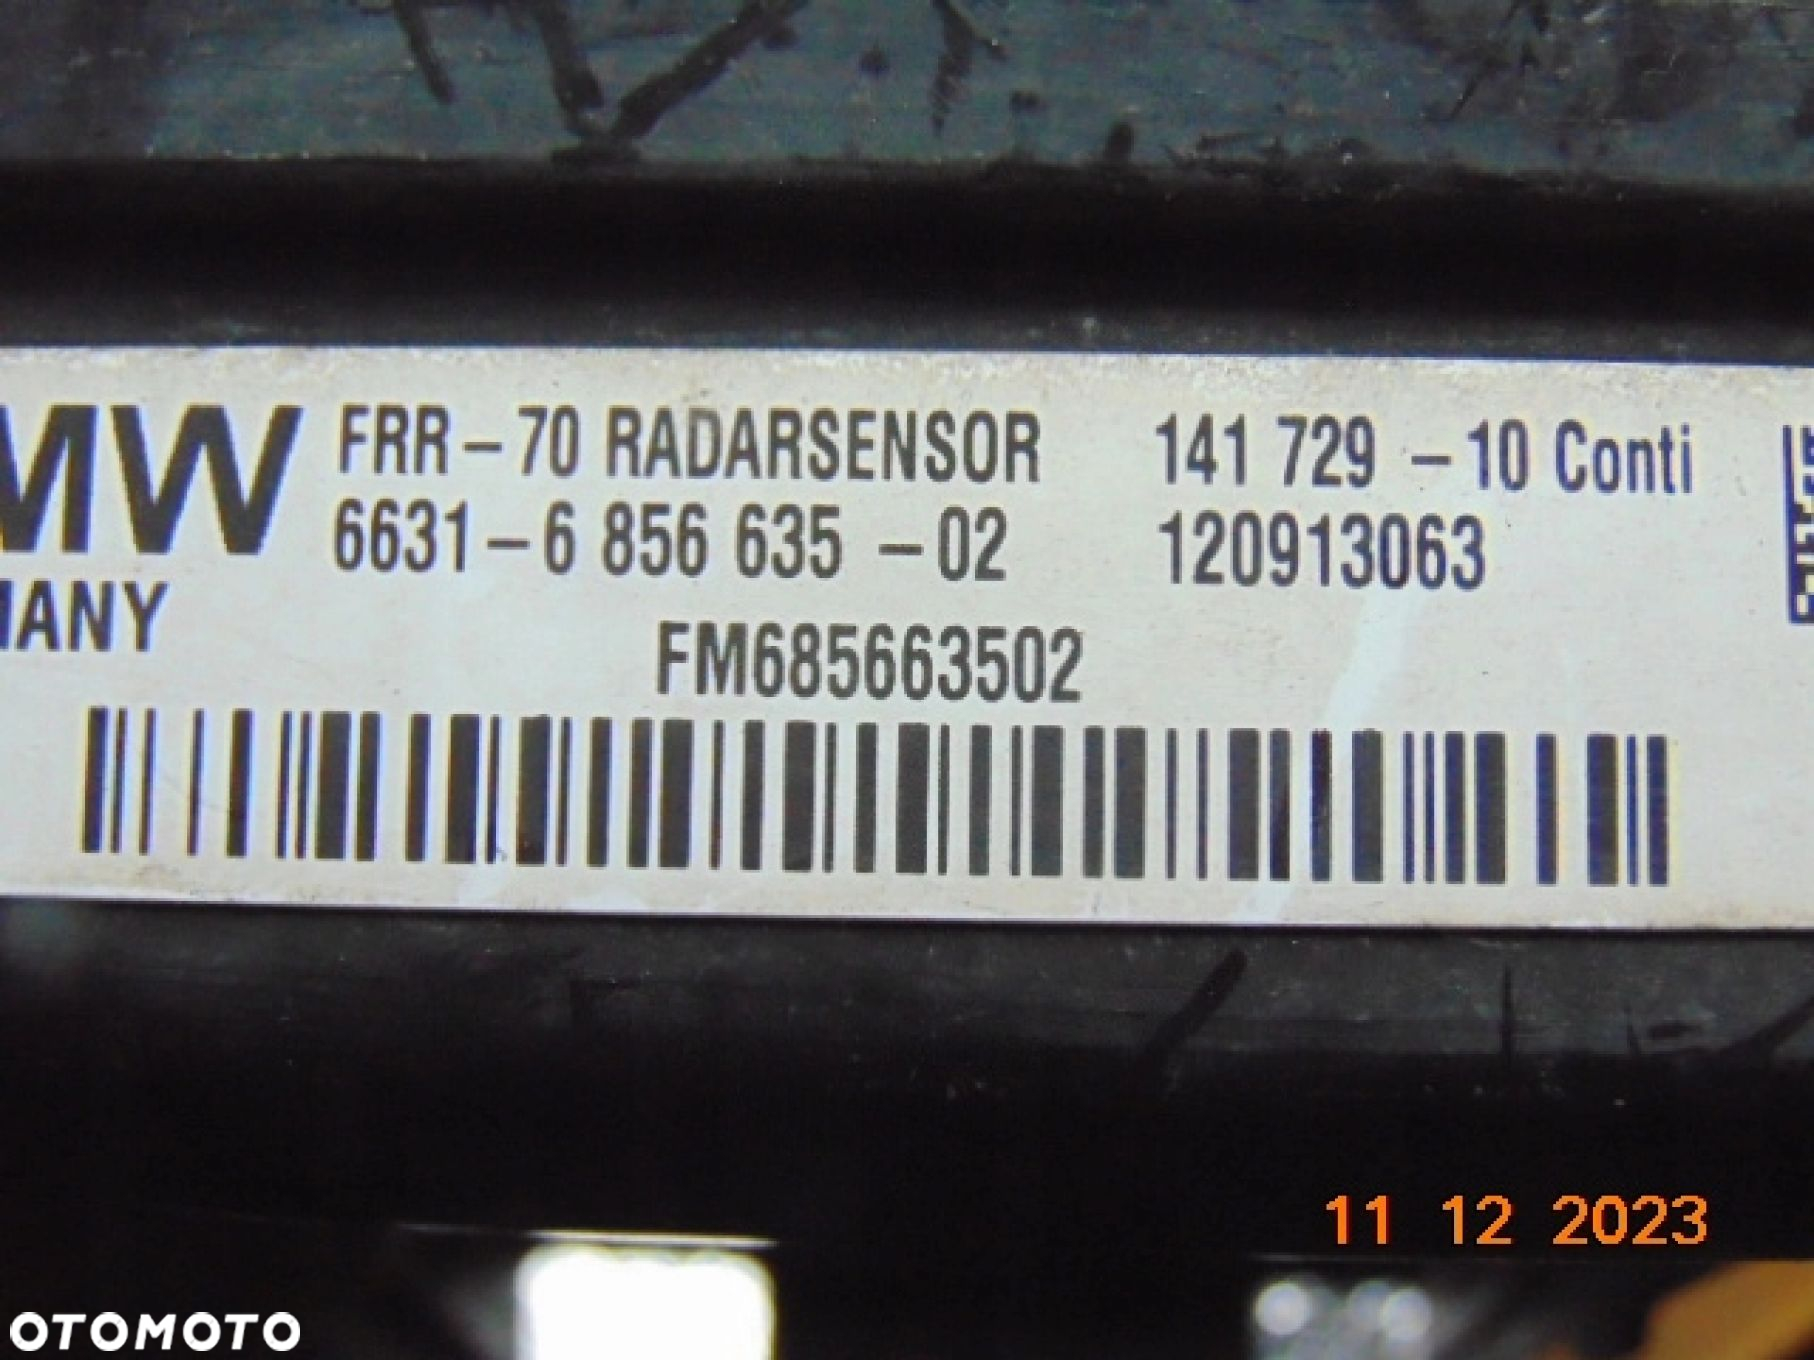 MW FRR-70 RADARSENSOR 141 729 -10 Conti
6631-6 856 635 -02 120913063
MANY
FM685663502
11 12 2023
OTOMOTO